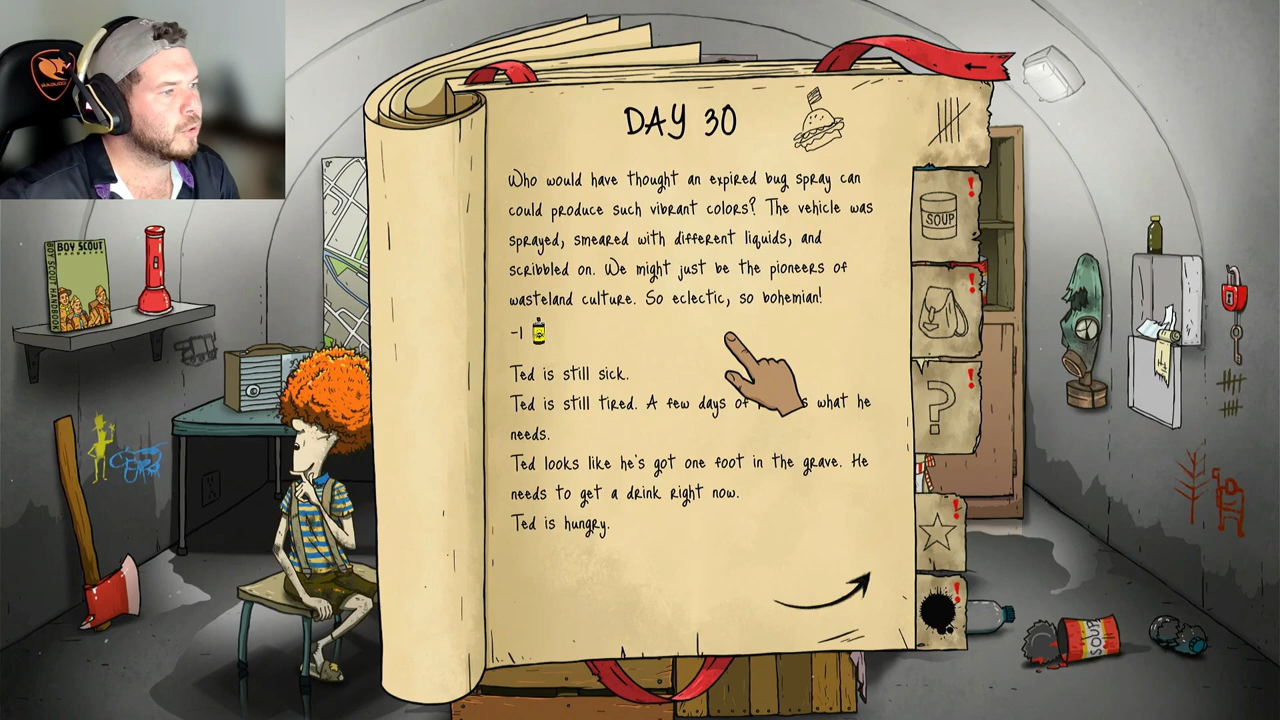 DAY 30
Who would have thought an expired bug spray can
could produce such vibrant colors? The vehicle was
sprayed, smeared with different liquids, and
scribbled on. We might just be the pioneers of
wasteland culture. So eclectic, so bohemian!
-1
Ted is still sick.
Ted is still tired. A few days of what he
needs.
Ted looks like he's got one foot in the grave. He
needs to get a drink right now.
Ted is hungry.
SOUP
?
BOY SCOUT
BOY SCOUT HANDBOOK
SOUP